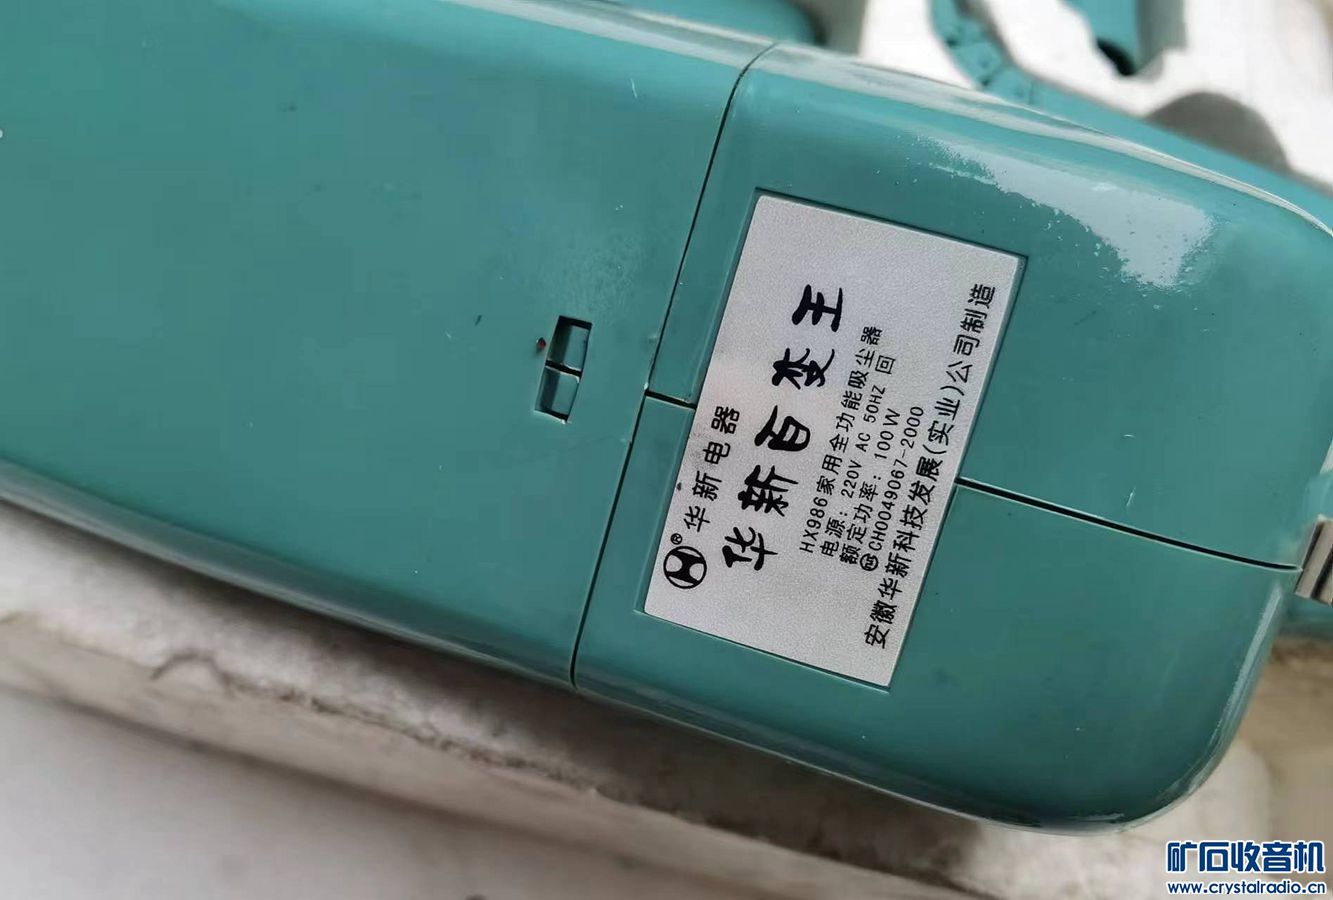 ® 华新电器
华新百变王
HX986家用全功能吸尘器
电源：220V AC 50HZ 回
额定功率：100W
CH0049067-2000
安徽华新科技发展(实业)公司制造
矿石收音机
www.crystalradio.cn